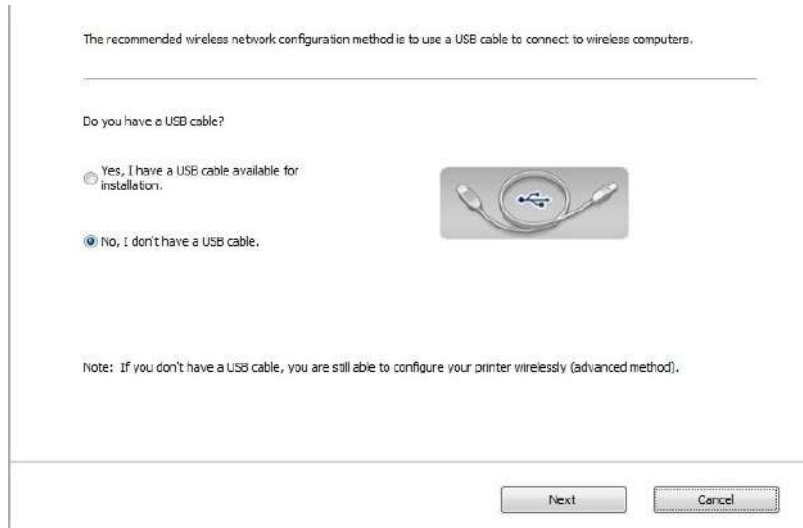 The recommended wireless network configuration method is to use a USB cable to connect to wireless computers.
Do you have a USB cable?
Yes, I have a USB cable available for
installation.
No, I don't have a USB cable.
Note: If you don't have a USB cable, you are still able to configure your printer wirelessly (advanced method).
Next Cancel